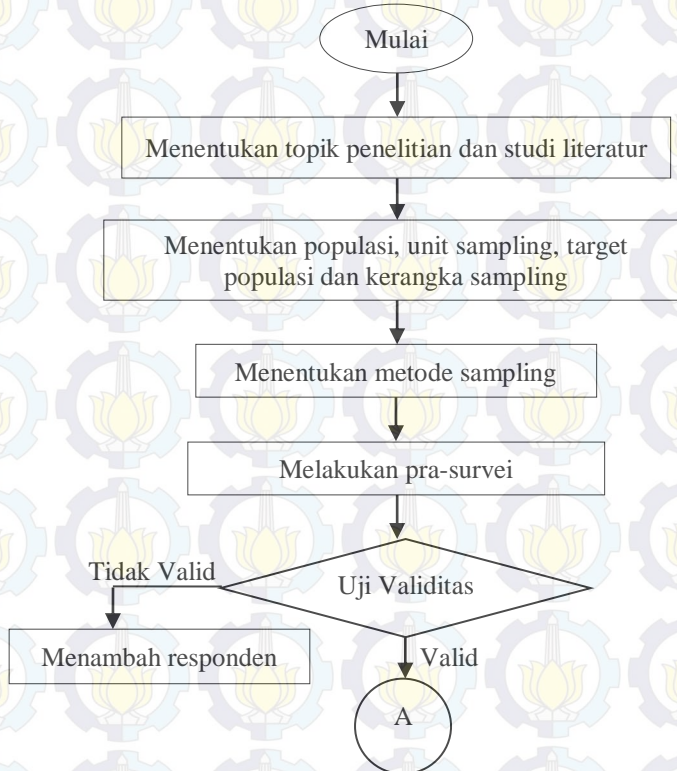 Mulai
Menentukan topik penelitian dan studi literatur
Menentukan populasi, unit sampling, target
populasi dan kerangka sampling
Menentukan metode sampling
Melakukan pra-survei
Tidak Valid
Uji Validitas
Menambah responden
Valid
A